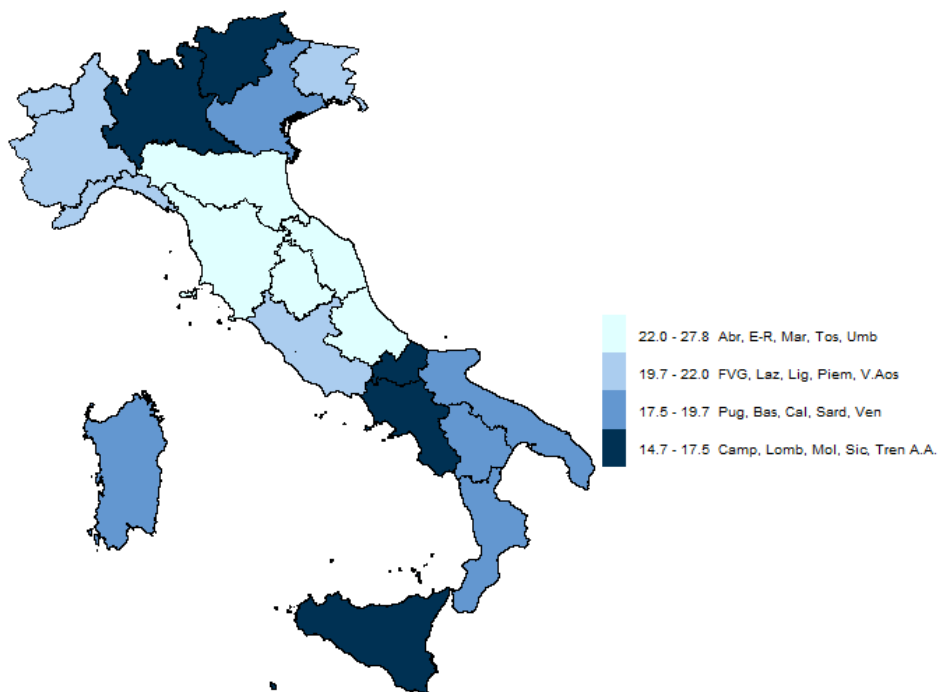 22.0 - 27.8 Abr, E-R, Mar, Tos, Umb
19.7 - 22.0 FVG, Laz, Lig, Piem, V.Aos
17.5 - 19.7 Pug, Bas, Cal, Sard, Ven
14.7 - 17.5 Camp, Lomb, Mol, Sic, Tren A.A.